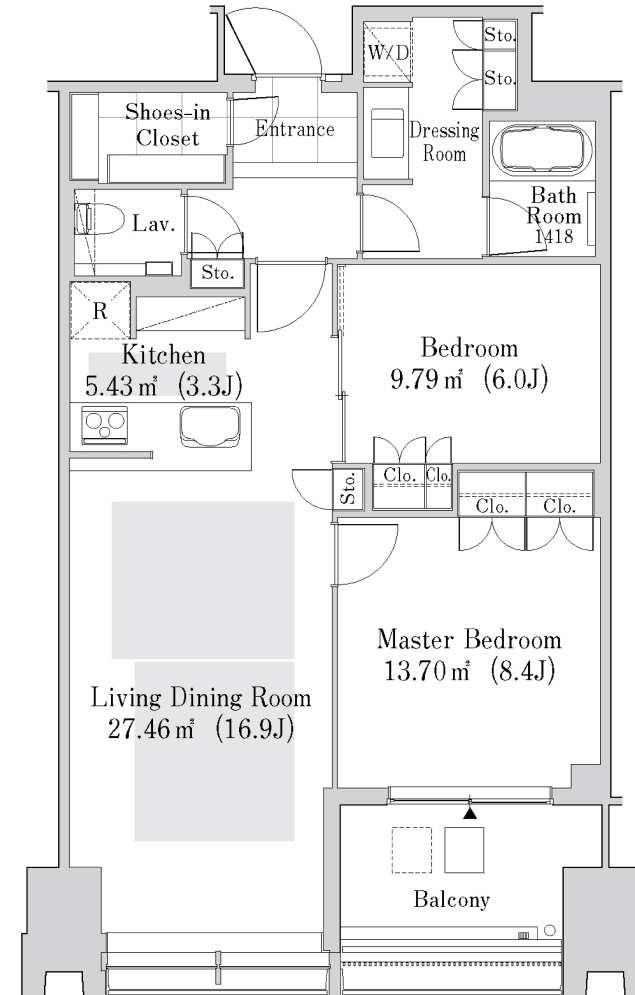 Sto.
W/D
Sto.
Shoes-in
Closet
Entrance
Dressing
Room
Bath
Room
1418
Lav.
Sto.
R
Kitchen
5.43㎡ (3.3J)
Bedroom
9.79㎡ (6.0J)
Clo.
Clo.
Sto.
Clo.
Clo.
Master Bedroom
13.70㎡ (8.4J)
Living Dining Room
27.46㎡ (16.9J)
Balcony